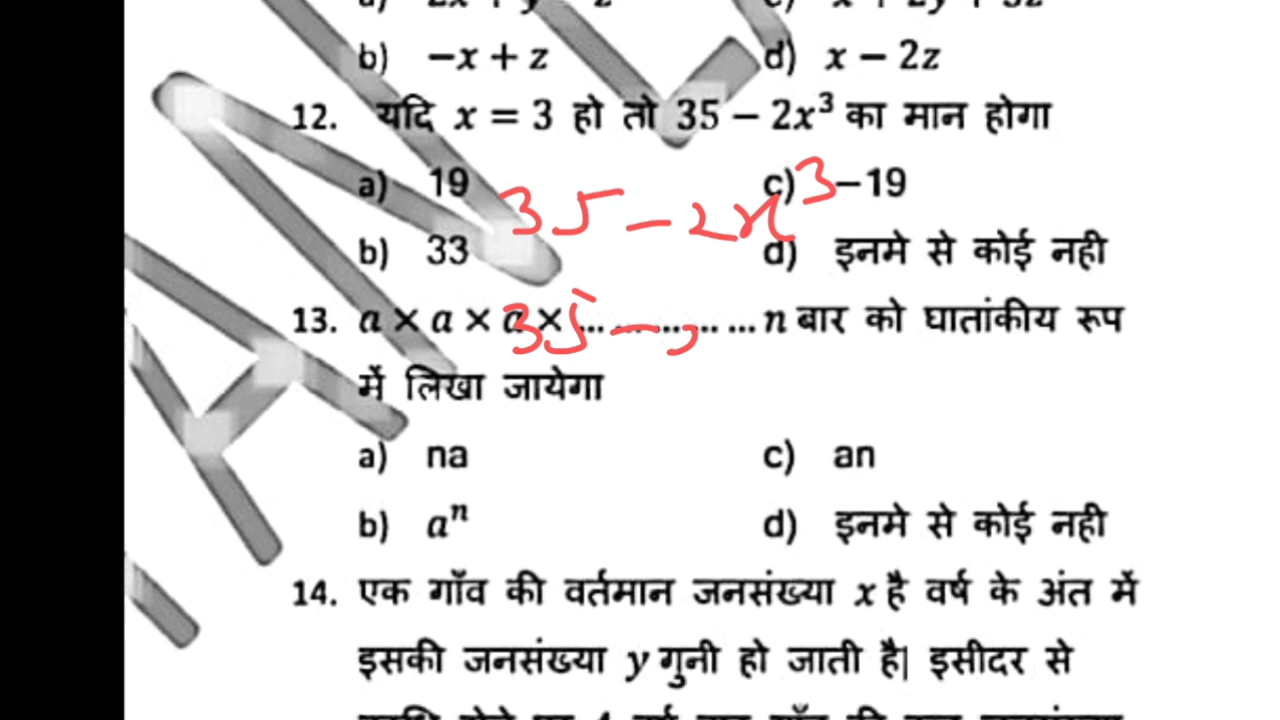 b) −x + z d) x − 2z
12. यदि x = 3 हो तो 35 − 2x³ का मान होगा
a) 19 c) −19
35 − 2x³
b) 33 d) इनमे से कोई नही
13. a × a × a × ... ... ... ... n बार को घातांकीय रूप
35 −
में लिखा जायेगा
a) na c) an
b) aⁿ d) इनमे से कोई नही
14. एक गाँव की वर्तमान जनसंख्या x है वर्ष के अंत में
इसकी जनसंख्या y गुनी हो जाती है| इसीदर से